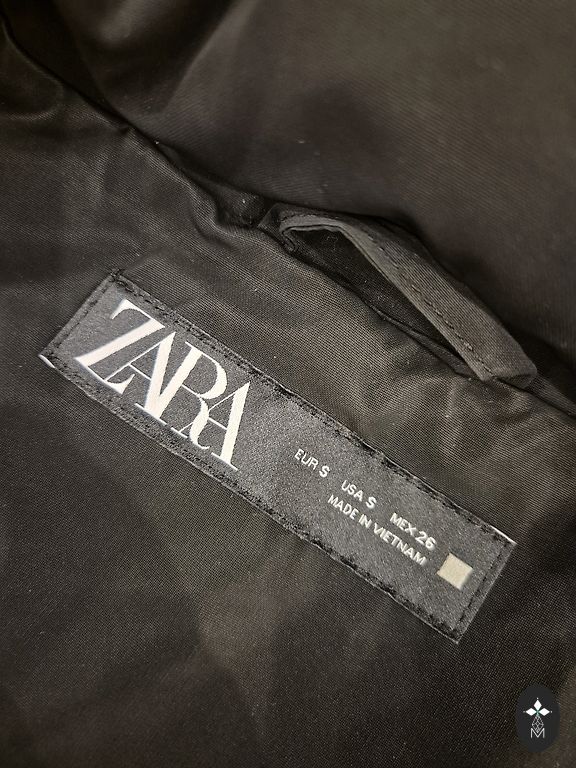 ZARA
EUR S USA S MEX 26
MADE IN VIETNAM
M